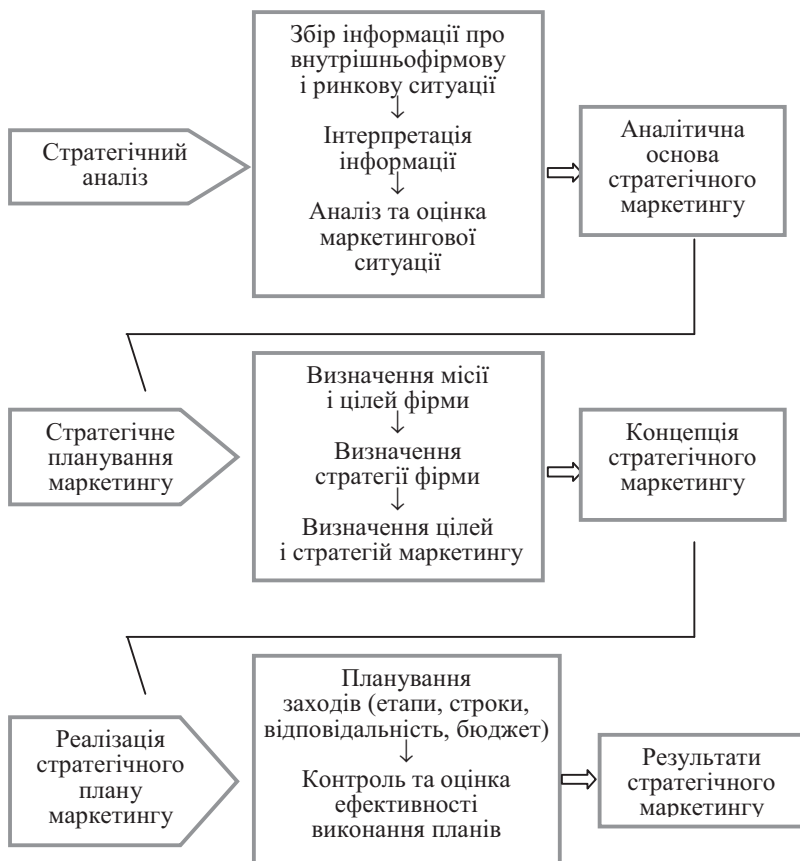 Стратегічний
аналіз
Збір інформації про
внутрішньофірмову
і ринкову ситуації
↓
Інтерпретація
інформації
↓
Аналіз та оцінка
маркетингової
ситуації
Аналітична
основа
стратегічного
маркетингу
Стратегічне
планування
маркетингу
Визначення місії
і цілей фірми
↓
Визначення
стратегії фірми
↓
Визначення цілей
і стратегій маркетингу
Концепція
стратегічного
маркетингу
Реалізація
стратегічного
плану
маркетингу
Планування
заходів (етапи, строки,
відповідальність, бюджет)
↓
Контроль та оцінка
ефективності
виконання планів
Результати
стратегічного
маркетингу